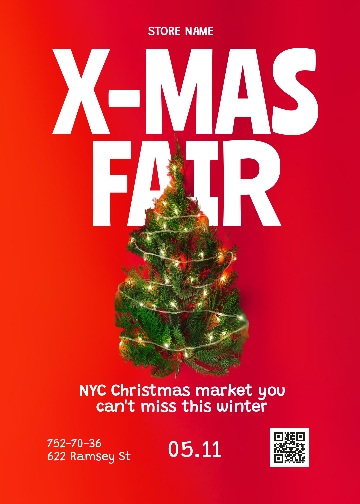 STORE NAME
X-MAS
FAIR
NYC Christmas market you
can't miss this winter
752-70-36
622 Ramsey St
05.11